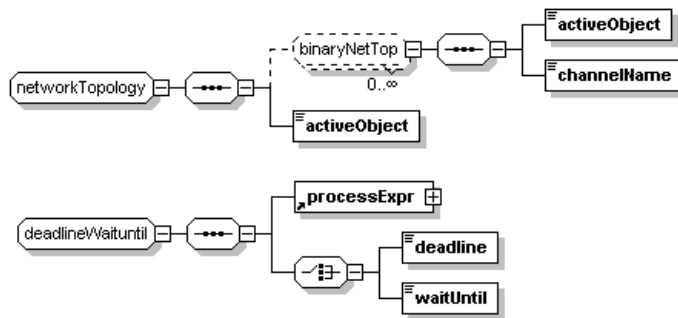 networkTopology
binaryNetTop
0..∞
activeObject
channelName
activeObject
deadlineWaituntil
processExpr
deadline
waitUntil